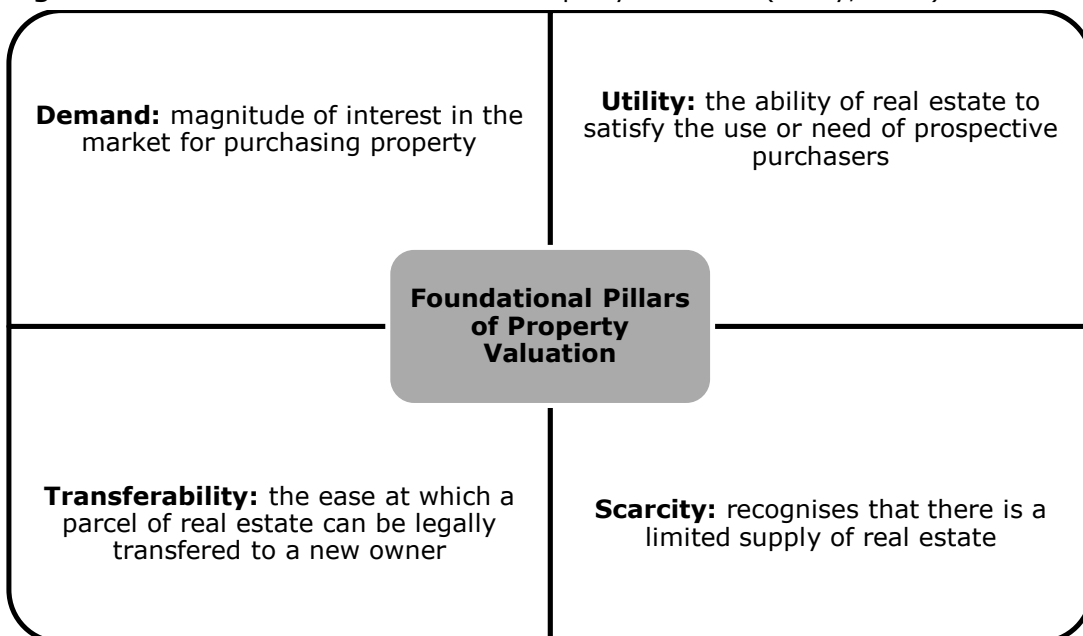 Demand: magnitude of interest in the
market for purchasing property
Utility: the ability of real estate to
satisfy the use or need of prospective
purchasers
Foundational Pillars
of Property
Valuation
Transferability: the ease at which a
parcel of real estate can be legally
transfered to a new owner
Scarcity: recognises that there is a
limited supply of real estate